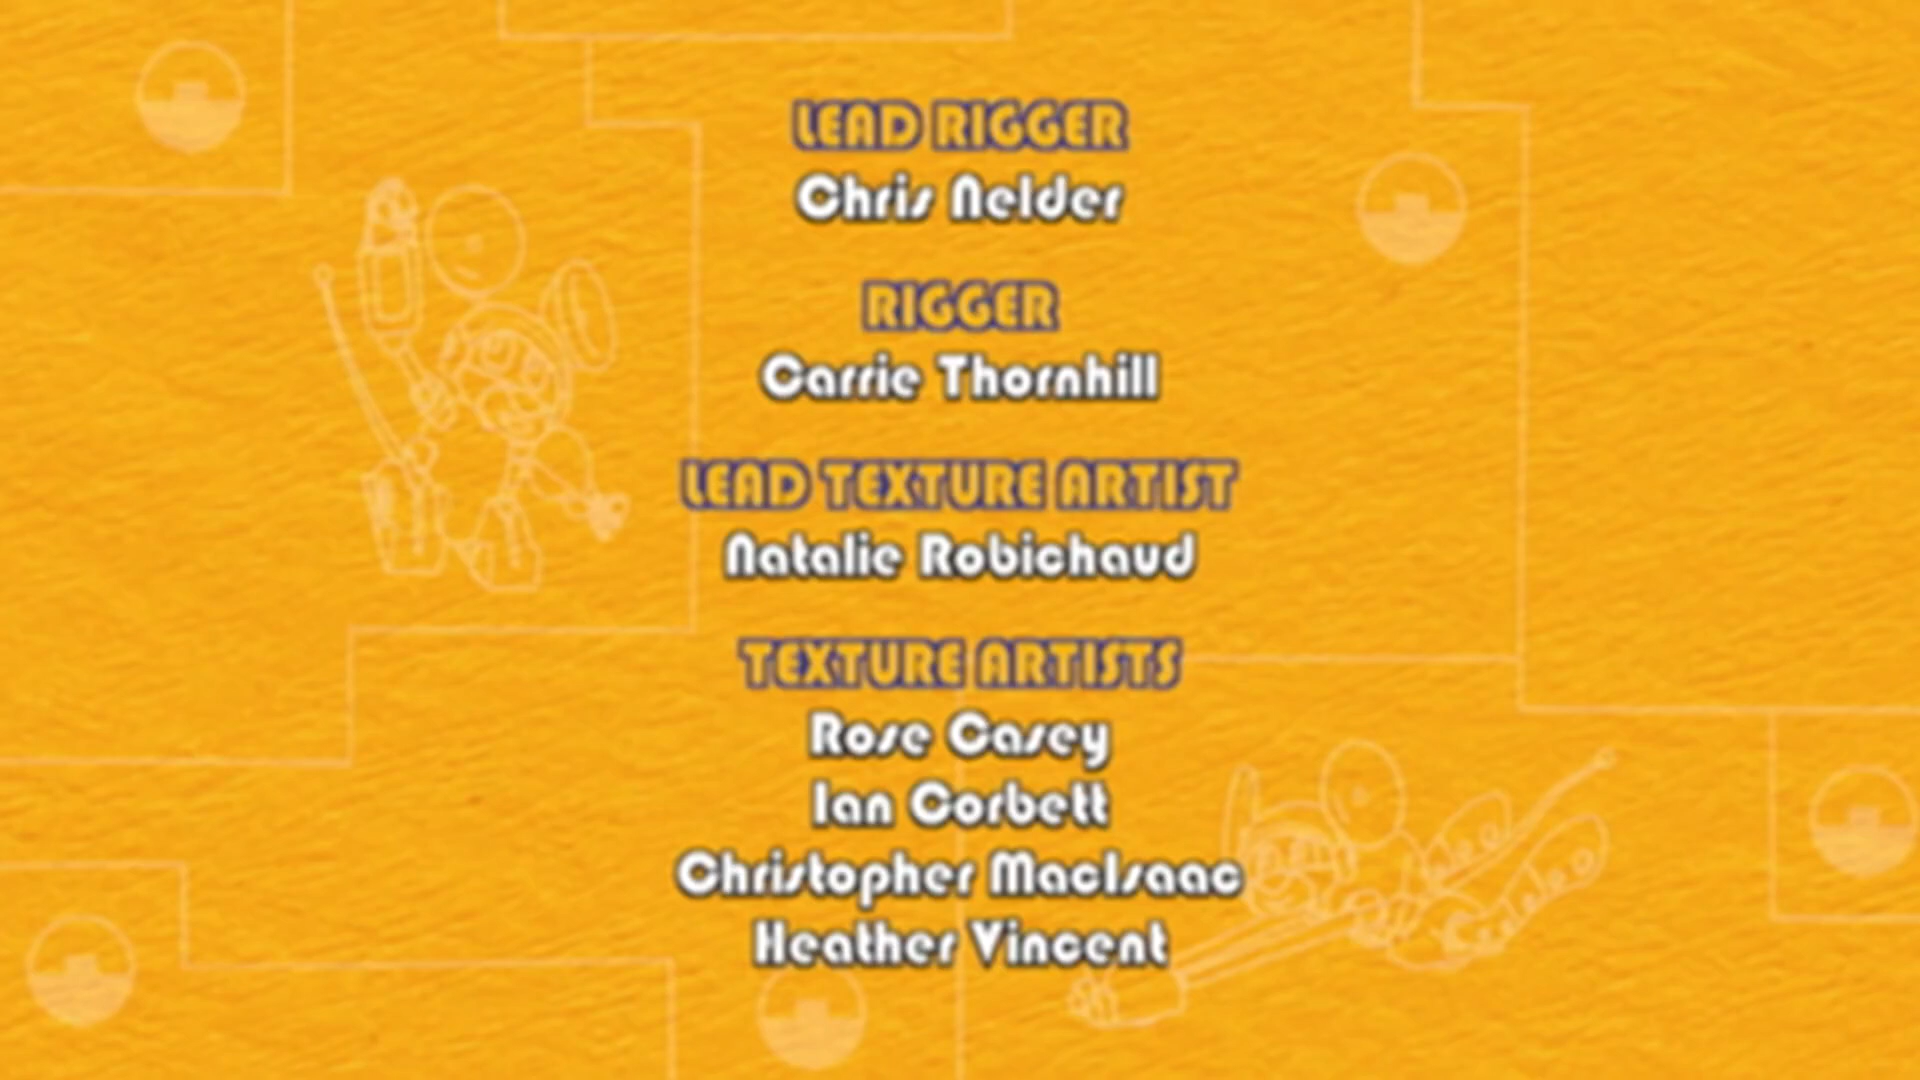 LEAD RIGGER
Chris Nelder
RIGGER
Carrie Thornhill
LEAD TEXTURE ARTIST
Natalie Robichaud
TEXTURE ARTISTS
Rose Casey
Ian Corbett
Christopher MacIsaac
Heather Vincent